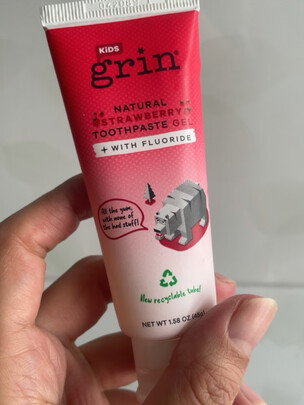 KIDS
grin
NATURAL
STRAWBERRY
TOOTHPASTE GEL
+ WITH FLUORIDE
All the yum,
with none of
the bad stuff!
New recyclable tube!
NET WT 1.58 OZ (45g)